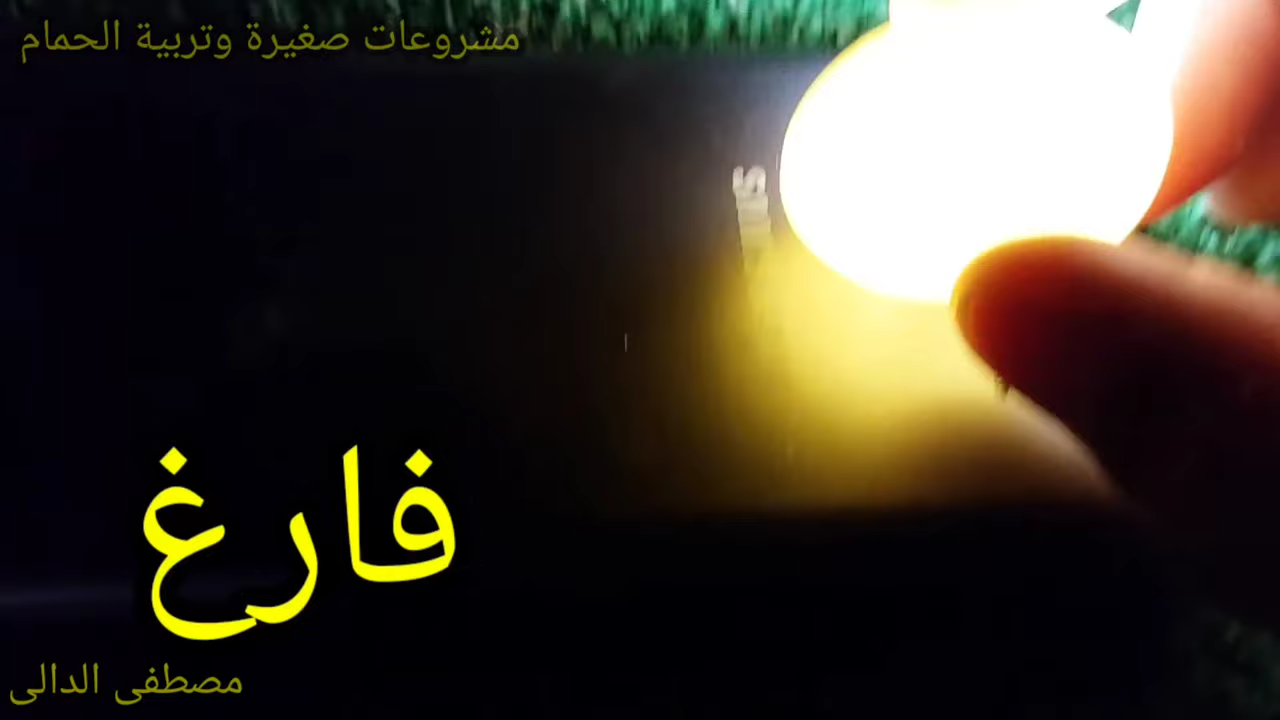 مشروعات صغيرة وتربية الحمام
فارغ
مصطفى الدالى